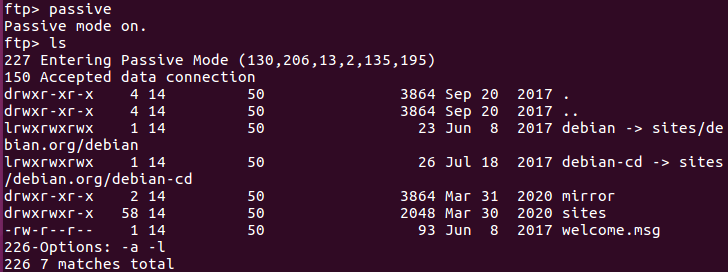 ftp> passive
Passive mode on.
ftp> ls
227 Entering Passive Mode (130,206,13,2,135,195)
150 Accepted data connection
drwxr-xr-x    4 14         50               3864 Sep 20  2017 .
drwxr-xr-x    4 14         50               3864 Sep 20  2017 ..
lrwxrwxrwx    1 14         50                 23 Jun  8  2017 debian -> sites/de
bian.org/debian
lrwxrwxrwx    1 14         50                 26 Jul 18  2017 debian-cd -> sites
/debian.org/debian-cd
drwxr-xr-x    2 14         50               3864 Mar 31  2020 mirror
drwxrwxr-x   58 14         50               2048 Mar 30  2020 sites
-rw-r--r--    1 14         50                 93 Jun  8  2017 welcome.msg
226-Options: -a -l
226 7 matches total